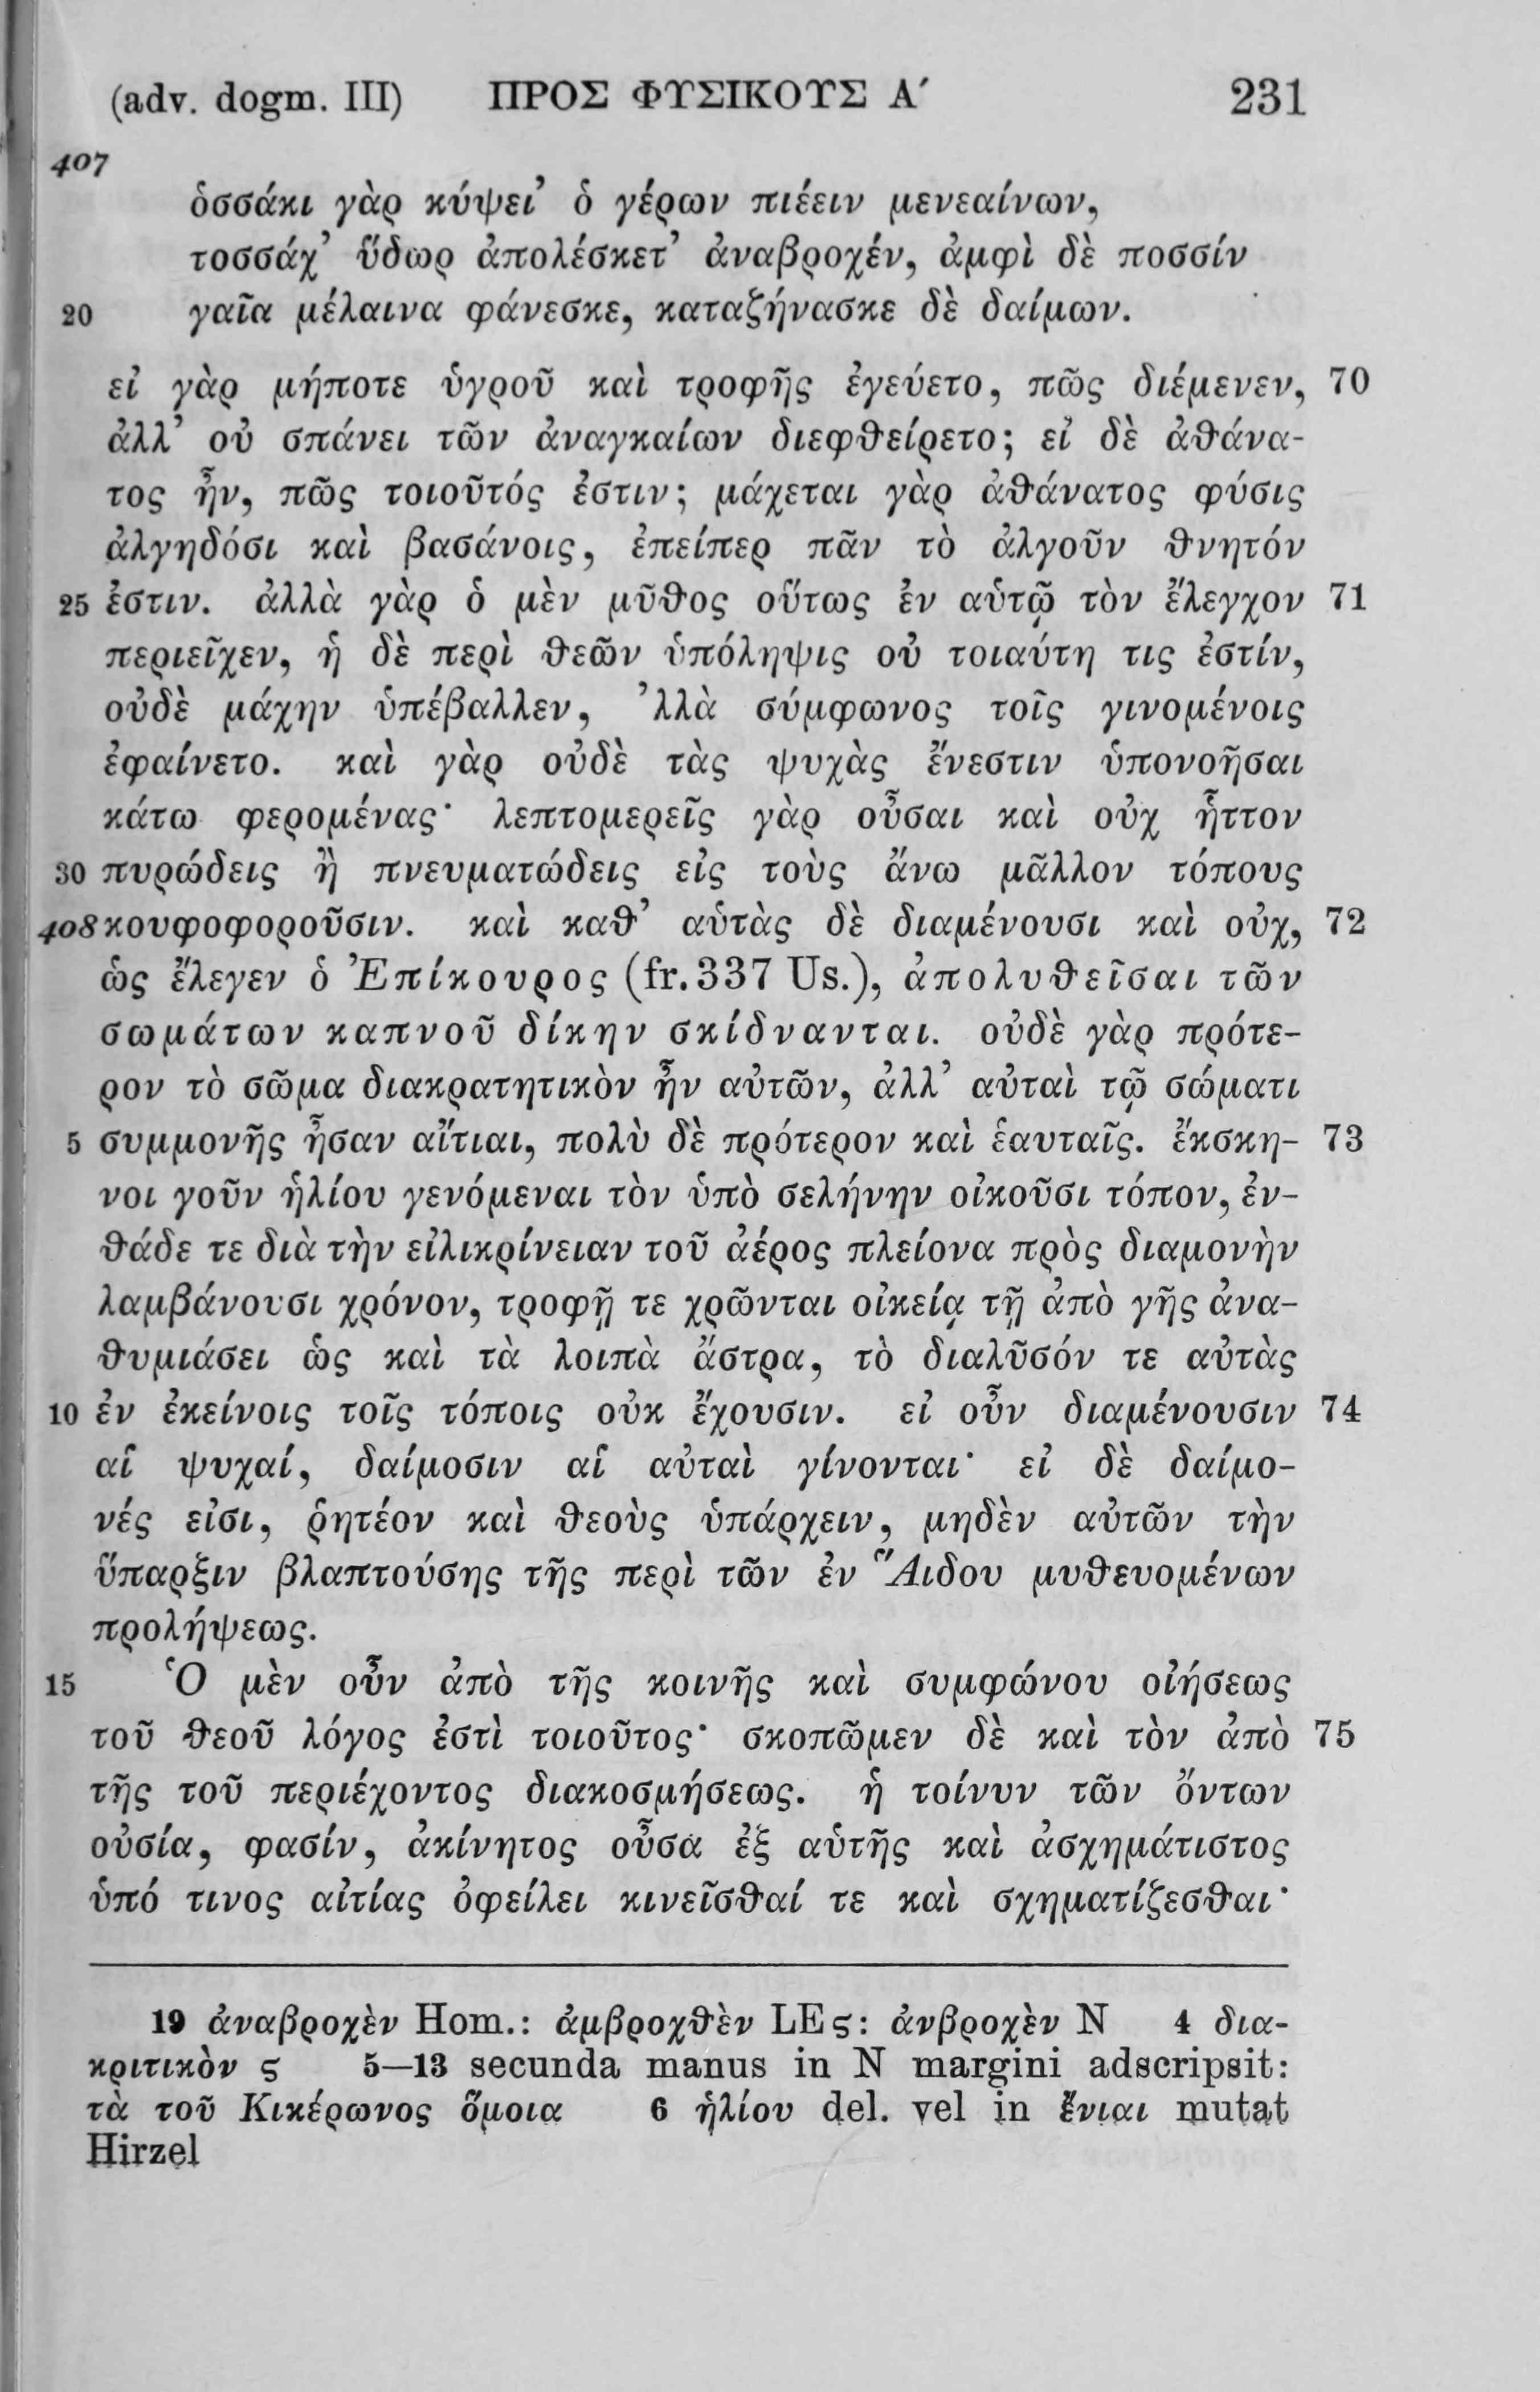 (adv. dogm. III) ΠΡΟΣ ΦΥΣΙΚΟΥΣ Α′ 231
407
ὁσσάκι γὰρ κύψει’ ὁ γέρων πιέειν μενεαίνων,
τοσσάχ’ ὕδωρ ἀπολέσκετ’ ἀναβροχέν, ἀμφὶ δὲ ποσσίν
20 γαῖα μέλαινα φάνεσκε, καταζήνασκε δὲ δαίμων.
εἰ γὰρ μήποτε ὑγροῦ καὶ τροφῆς ἐγεύετο, πῶς διέμενεν, 70
ἀλλ’ οὐ σπάνει τῶν ἀναγκαίων διεφθείρετο; εἰ δὲ ἀθάνα-
τος ἦν, πῶς τοιοῦτός ἐστιν; μάχεται γὰρ ἀθάνατος φύσις
ἀλγηδόσι καὶ βασάνοις, ἐπείπερ πᾶν τὸ ἀλγοῦν θνητόν
25 ἐστιν. ἀλλὰ γὰρ ὁ μὲν μῦθος οὕτως ἐν αὑτῷ τὸν ἔλεγχον 71
περιεῖχεν, ἡ δὲ περὶ θεῶν ὑπόληψις οὐ τοιαύτη τις ἐστίν,
οὐδὲ μάχην ὑπέβαλλεν, ’λλὰ σύμφωνος τοῖς γινομένοις
ἐφαίνετο. καὶ γὰρ οὐδὲ τὰς ψυχὰς ἔνεστιν ὑπονοῆσαι
κάτω φερομένας· λεπτομερεῖς γὰρ οὖσαι καὶ οὐχ ἧττον
30 πυρώδεις ἢ πνευματώδεις εἰς τοὺς ἄνω μᾶλλον τόπους
408 κουφοφοροῦσιν. καὶ καθ’ αὑτὰς δὲ διαμένουσι καὶ οὐχ, 72
ὡς ἔλεγεν ὁ Ἐπίκουρος (fr. 337 Us.), ἀπολυθεῖσαι τῶν
σωμάτων καπνοῦ δίκην σκίδνανται. οὐδὲ γὰρ πρότε-
ρον τὸ σῶμα διακρατητικὸν ἦν αὐτῶν, ἀλλ’ αὐταὶ τῷ σώματι
5 συμμονῆς ἦσαν αἴτιαι, πολὺ δὲ πρότερον καὶ ἑαυταῖς. ἔκσκη- 73
νοι γοῦν ἡλίου γενόμεναι τὸν ὑπὸ σελήνην οἰκοῦσι τόπον, ἐν-
θάδε τε διὰ τὴν εἰλικρίνειαν τοῦ ἀέρος πλείονα πρὸς διαμονὴν
λαμβάνουσι χρόνον, τροφῇ τε χρῶνται οἰκείᾳ τῇ ἀπὸ γῆς ἀνα-
θυμιάσει ὡς καὶ τὰ λοιπὰ ἄστρα, τὸ διαλῦσόν τε αὐτὰς
10 ἐν ἐκείνοις τοῖς τόποις οὐκ ἔχουσιν. εἰ οὖν διαμένουσιν 74
αἱ ψυχαί, δαίμοσιν αἱ αὐταὶ γίνονται· εἰ δὲ δαίμο-
νές εἰσι, ῥητέον καὶ θεοὺς ὑπάρχειν, μηδὲν αὐτῶν τὴν
ὕπαρξιν βλαπτούσης τῆς περὶ τῶν ἐν Ἅιδου μυθευομένων
προλήψεως.
15 Ὁ μὲν οὖν ἀπὸ τῆς κοινῆς καὶ συμφώνου οἰήσεως
τοῦ θεοῦ λόγος ἐστὶ τοιοῦτος· σκοπῶμεν δὲ καὶ τὸν ἀπὸ 75
τῆς τοῦ περιέχοντος διακοσμήσεως. ἡ τοίνυν τῶν ὄντων
οὐσία, φασίν, ἀκίνητος οὖσα ἐξ αὑτῆς καὶ ἀσχημάτιστος
ὑπό τινος αἰτίας ὀφείλει κινεῖσθαί τε καὶ σχηματίζεσθαι·
19 ἀναβροχὲν Hom.: ἀμβροχθὲν LE ς: ἀνβροχὲν N 4 δια-
κριτικὸν ς 5—13 secunda manus in N margini adscripsit:
τὰ τοῦ Κικέρωνος ὅμοια 6 ἡλίου del. vel in ἔνιαι mutat
Hirzel